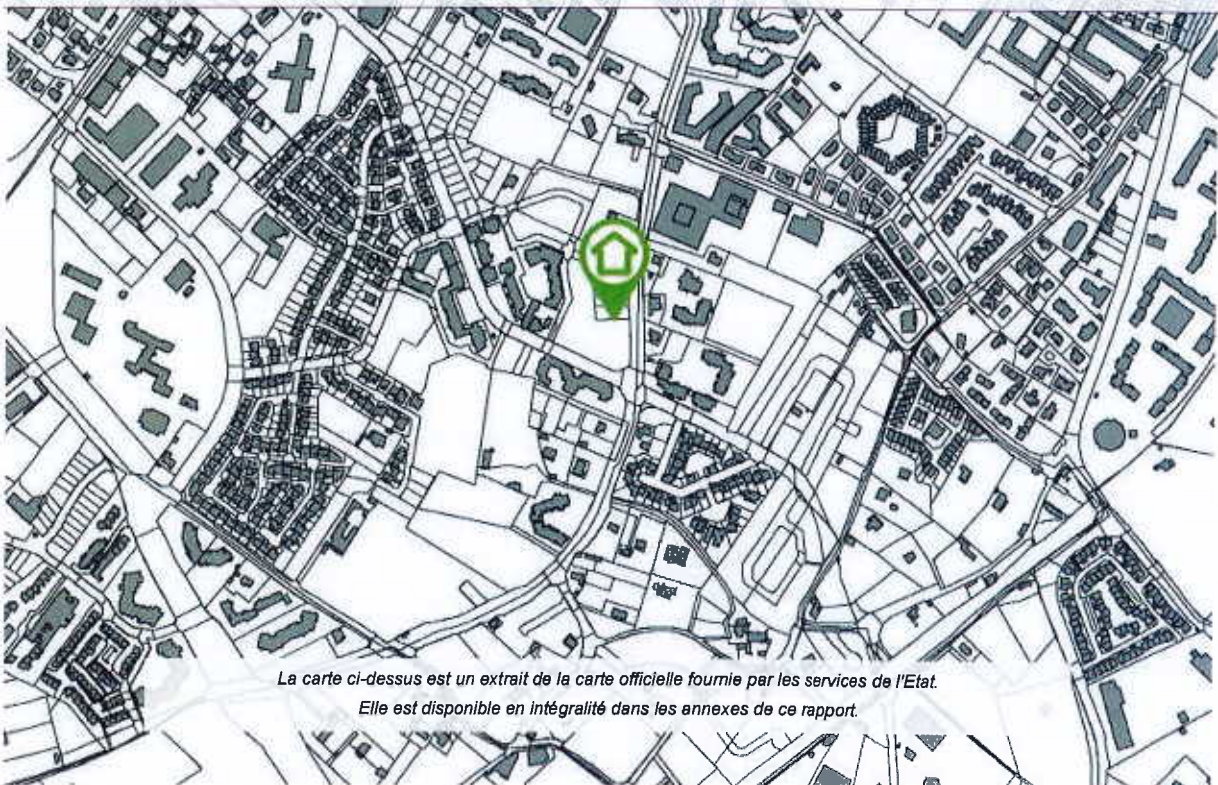 La carte ci-dessus est un extrait de la carte officielle fournie par les services de l'Etat.
Elle est disponible en intégralité dans les annexes de ce rapport.